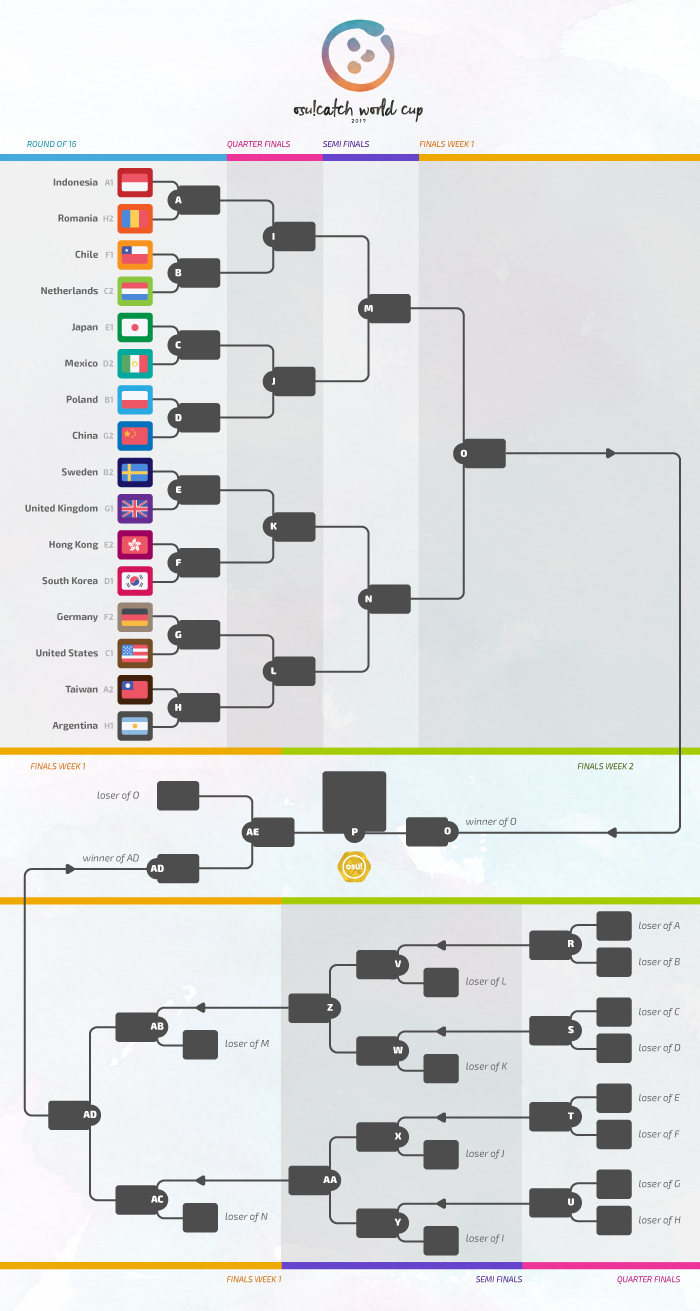 osu!catch world cup
2017
ROUND OF 16
QUARTER FINALS
SEMI FINALS
FINALS WEEK 1
Indonesia A1
A
Romania H2
Chile F1
B
Netherlands C2
I
Japan E1
C
Mexico D2
Poland B1
D
China G2
J
M
Sweden B2
E
United Kingdom G1
Hong Kong E2
F
South Korea D1
K
Germany F2
G
United States C1
Taiwan A2
H
Argentina H1
L
N
O
FINALS WEEK 1
FINALS WEEK 2
loser of O
AE
P
O
winner of O
winner of AD
AD
osu!
R
loser of A
loser of B
V
loser of L
Z
S
loser of C
loser of D
W
loser of K
AB
loser of M
AD
T
loser of E
loser of F
X
loser of J
AA
U
loser of G
loser of H
Y
loser of I
AC
loser of N
FINALS WEEK 1
SEMI FINALS
QUARTER FINALS